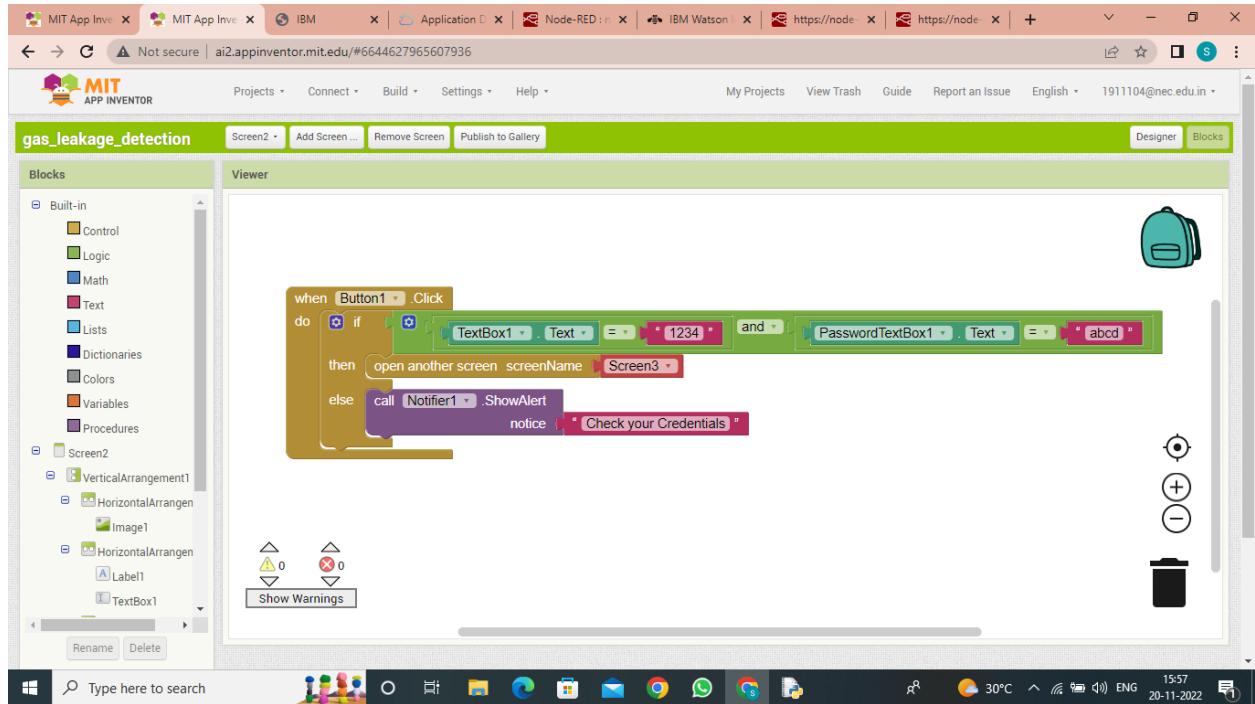 MIT App Inve
MIT App Inve
IBM
Application D
Node-RED : n
IBM Watson
https://node-
https://node-
Not secure
ai2.appinventor.mit.edu/#6644627965607936
S
MIT
APP INVENTOR
Projects
Connect
Build
Settings
Help
My Projects
View Trash
Guide
Report an Issue
English
1911104@nec.edu.in
gas_leakage_detection
Screen2
Add Screen ...
Remove Screen
Publish to Gallery
Designer
Blocks
Blocks
Viewer
Built-in
Control
Logic
Math
Text
Lists
Dictionaries
Colors
Variables
Procedures
Screen2
VerticalArrangement1
HorizontalArrangen
Image1
HorizontalArrangen
A Label1
TextBox1
Rename
Delete
when Button1 .Click
do if TextBox1 . Text = " 1234 " and PasswordTextBox1 . Text = " abcd "
then open another screen screenName Screen3
else call Notifier1 .ShowAlert
notice " Check your Credentials "
0
0
Show Warnings
Type here to search
30°C
ENG
15:57
20-11-2022
1